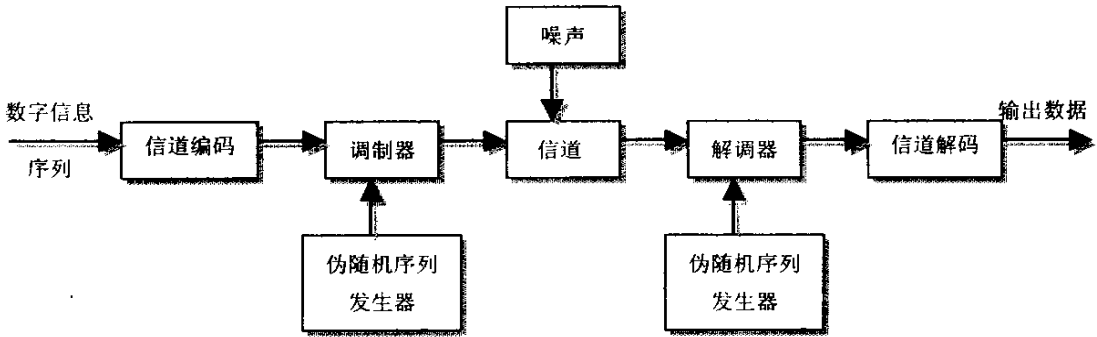 噪声
数字信息
序列
信道编码
调制器
信道
解调器
信道解码
输出数据
伪随机序列
发生器
伪随机序列
发生器